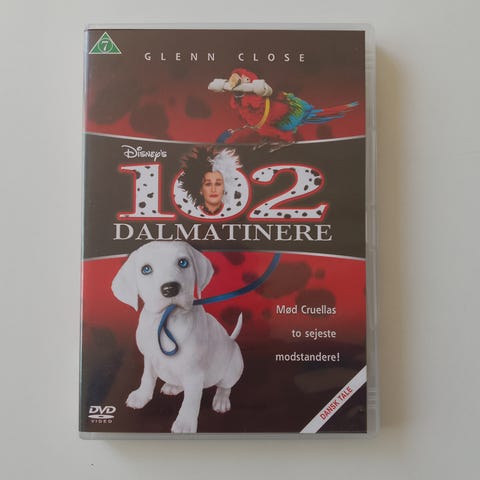 7
GLENN CLOSE
Disney's
102
DALMATINERE
Mød Cruellas
to sejeste
modstandere!
DANSK TALE
DVD
VIDEO